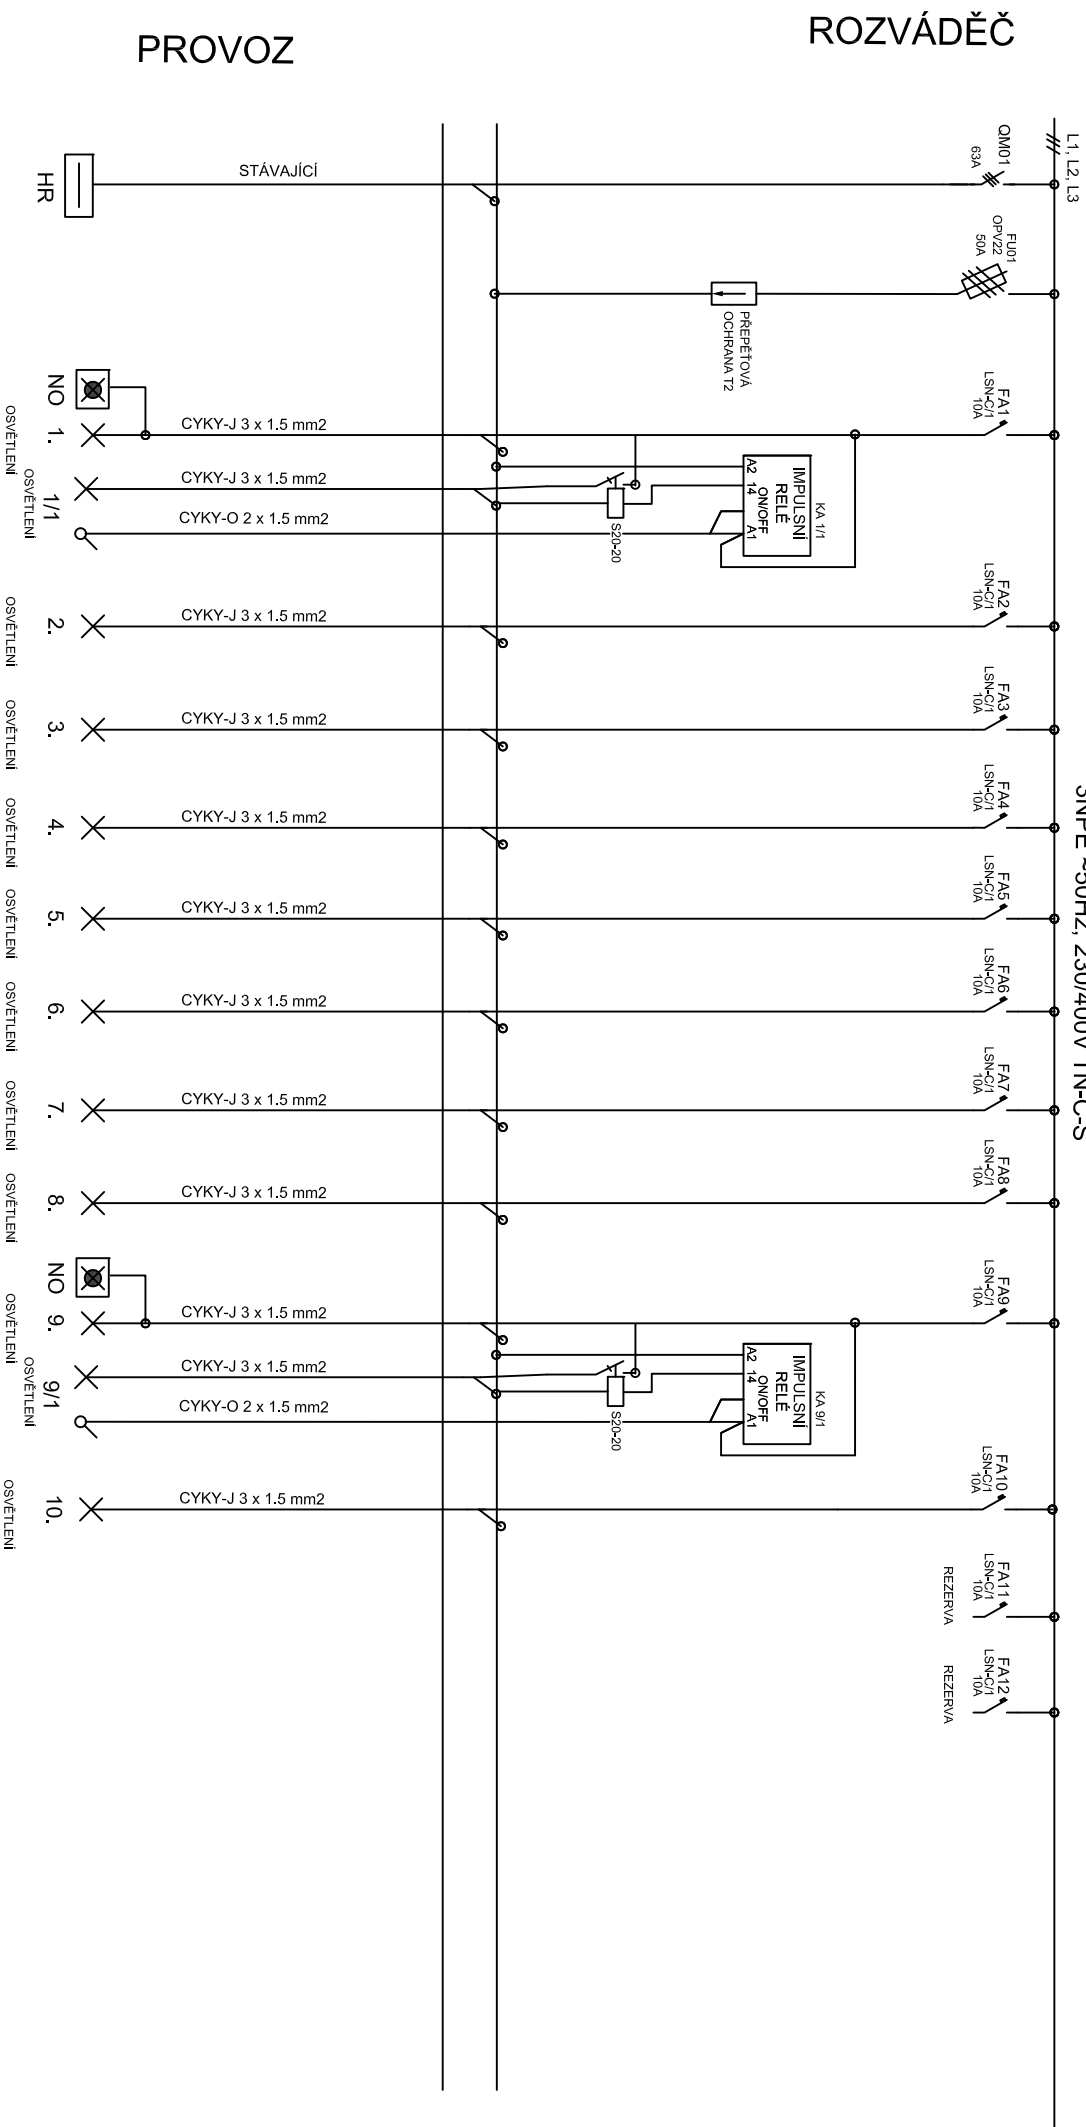 PROVOZ
ROZVÁDĚČ
L1, L2, L3
3NPE ~50Hz, 230/400V TN-C-S
QM01
63A
STÁVAJÍCÍ
HR
FU01
OPV22
50A
PŘEPĚŤOVÁ
OCHRANA T2
FA1
LSN-C/1
10A
CYKY-J 3 x 1.5 mm2
NO
1.
OSVĚTLENÍ
KA 1/1
IMPULSNÍ
RELÉ
ON/OFF
A2 14 A1
S20-20
CYKY-J 3 x 1.5 mm2
CYKY-O 2 x 1.5 mm2
1/1
OSVĚTLENÍ
FA2
LSN-C/1
10A
CYKY-J 3 x 1.5 mm2
2.
OSVĚTLENÍ
FA3
LSN-C/1
10A
CYKY-J 3 x 1.5 mm2
3.
OSVĚTLENÍ
FA4
LSN-C/1
10A
CYKY-J 3 x 1.5 mm2
4.
OSVĚTLENÍ
FA5
LSN-C/1
10A
CYKY-J 3 x 1.5 mm2
5.
OSVĚTLENÍ
FA6
LSN-C/1
10A
CYKY-J 3 x 1.5 mm2
6.
OSVĚTLENÍ
FA7
LSN-C/1
10A
CYKY-J 3 x 1.5 mm2
7.
OSVĚTLENÍ
FA8
LSN-C/1
10A
CYKY-J 3 x 1.5 mm2
8.
OSVĚTLENÍ
FA9
LSN-C/1
10A
CYKY-J 3 x 1.5 mm2
NO
9.
OSVĚTLENÍ
KA 9/1
IMPULSNÍ
RELÉ
ON/OFF
A2 14 A1
S20-20
CYKY-J 3 x 1.5 mm2
CYKY-O 2 x 1.5 mm2
9/1
OSVĚTLENÍ
FA10
LSN-C/1
10A
CYKY-J 3 x 1.5 mm2
10.
OSVĚTLENÍ
FA11
LSN-C/1
10A
REZERVA
FA12
LSN-C/1
10A
REZERVA